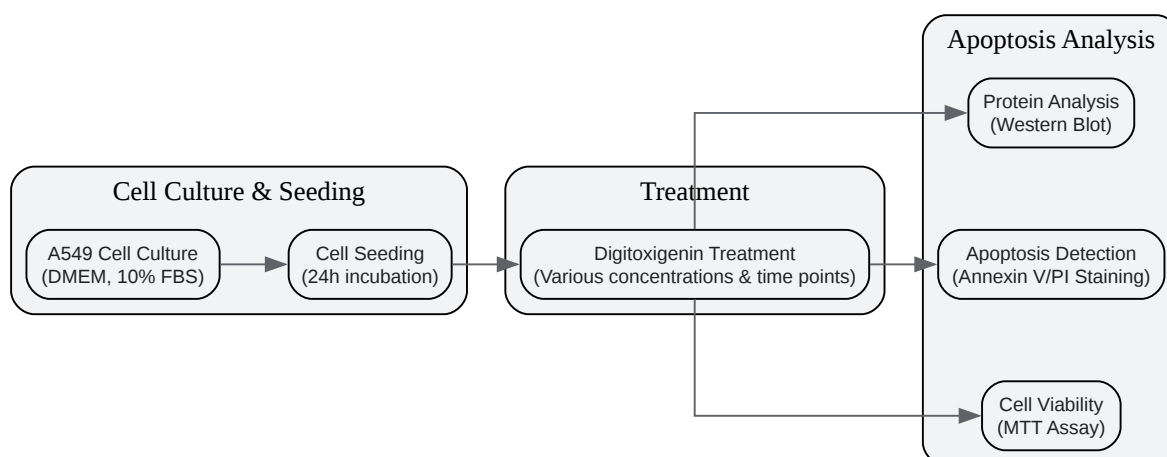 Apoptosis Analysis
Protein Analysis
(Western Blot)
Cell Culture & Seeding
Treatment
A549 Cell Culture
(DMEM, 10% FBS)
Cell Seeding
(24h incubation)
Digitoxigenin Treatment
(Various concentrations & time points)
Apoptosis Detection
(Annexin V/PI Staining)
Cell Viability
(MTT Assay)